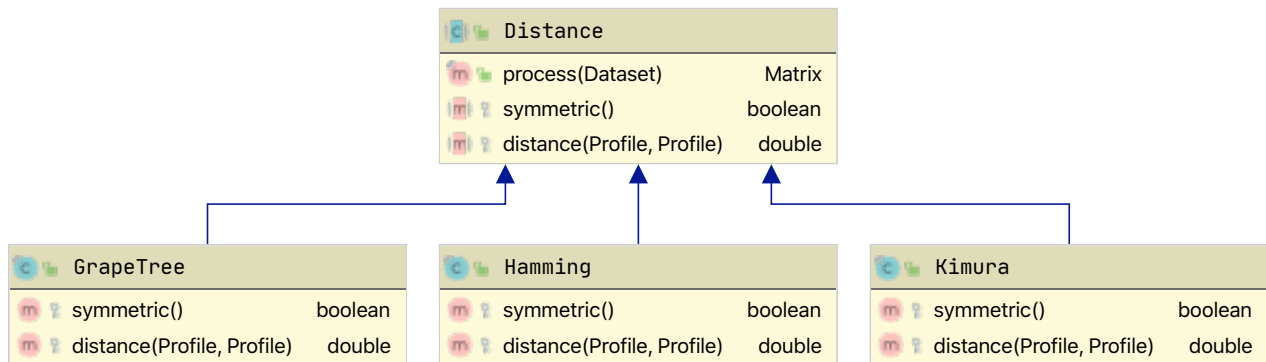 Distance
process(Dataset) Matrix
symmetric() boolean
distance(Profile, Profile) double
GrapeTree
symmetric() boolean
distance(Profile, Profile) double
Hamming
symmetric() boolean
distance(Profile, Profile) double
Kimura
symmetric() boolean
distance(Profile, Profile) double